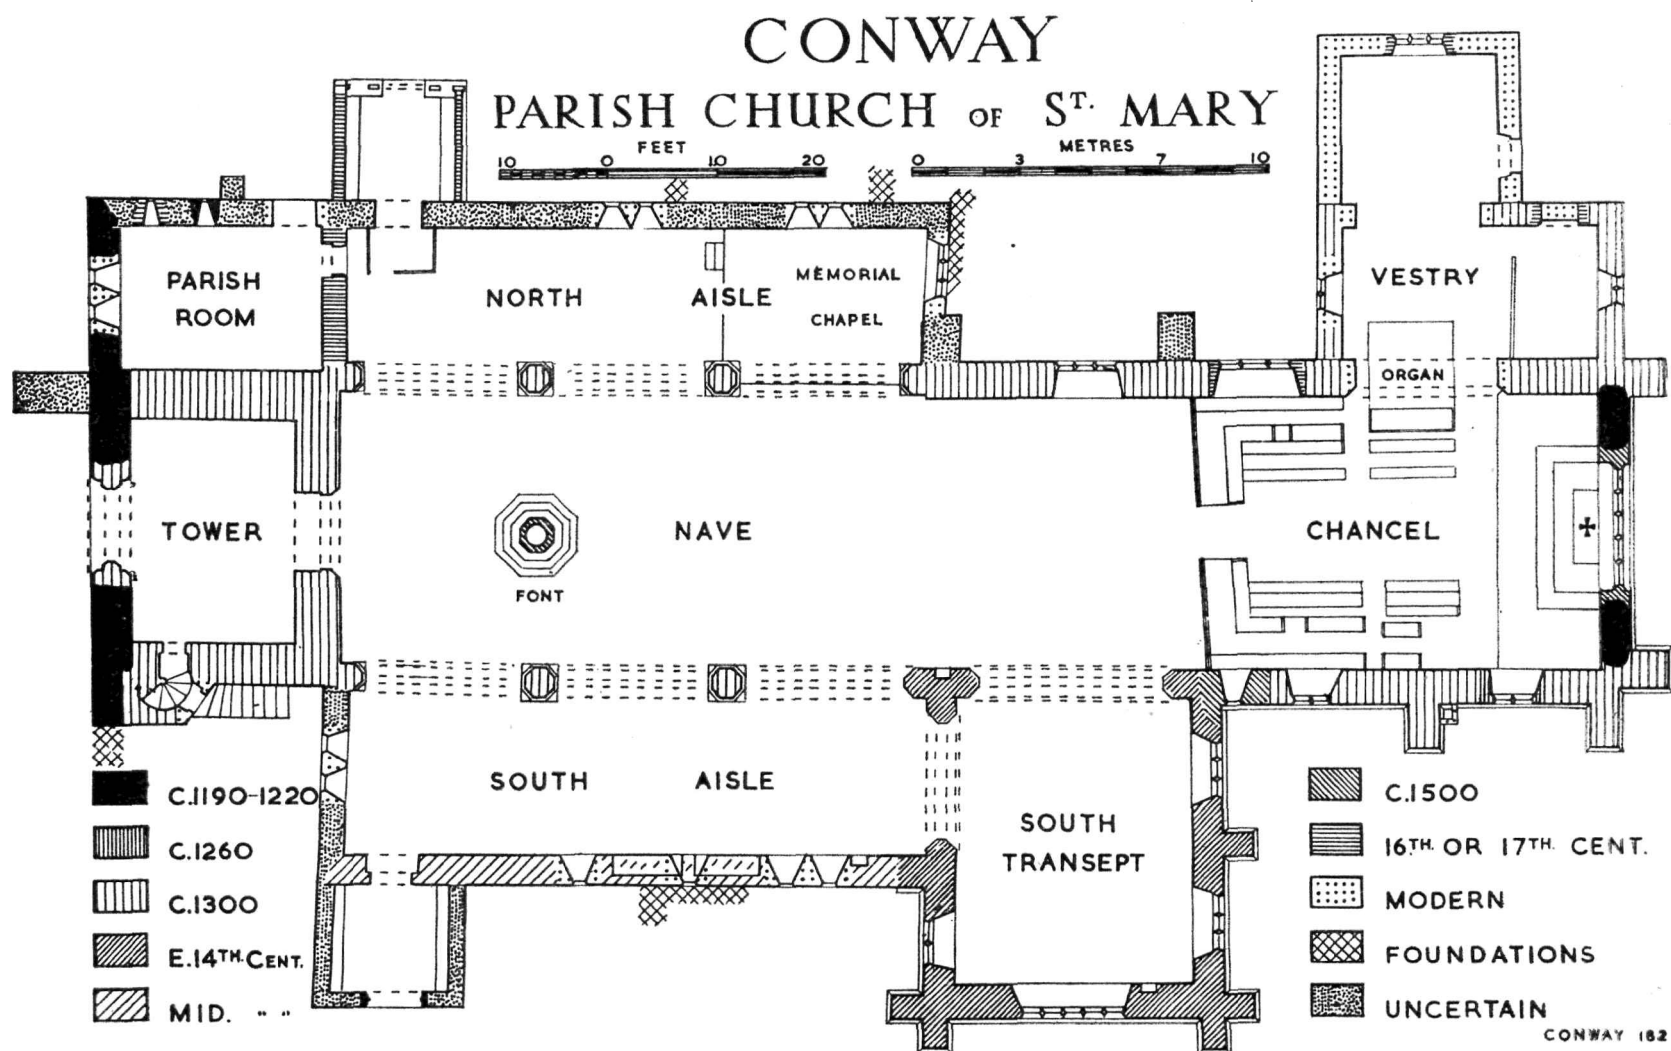 CONWAY
PARISH CHURCH OF ST. MARY
FEET
10 0 10 20
METRES
0 3 7 10
PARISH
ROOM
NORTH AISLE
MEMORIAL
CHAPEL
VESTRY
ORGAN
TOWER
FONT
NAVE
CHANCEL
SOUTH AISLE
SOUTH
TRANSEPT
C.1190-1220
C.1260
C.1300
E.14TH.CENT.
MID. " "
C.1500
16TH. OR 17TH. CENT.
MODERN
FOUNDATIONS
UNCERTAIN
CONWAY 182